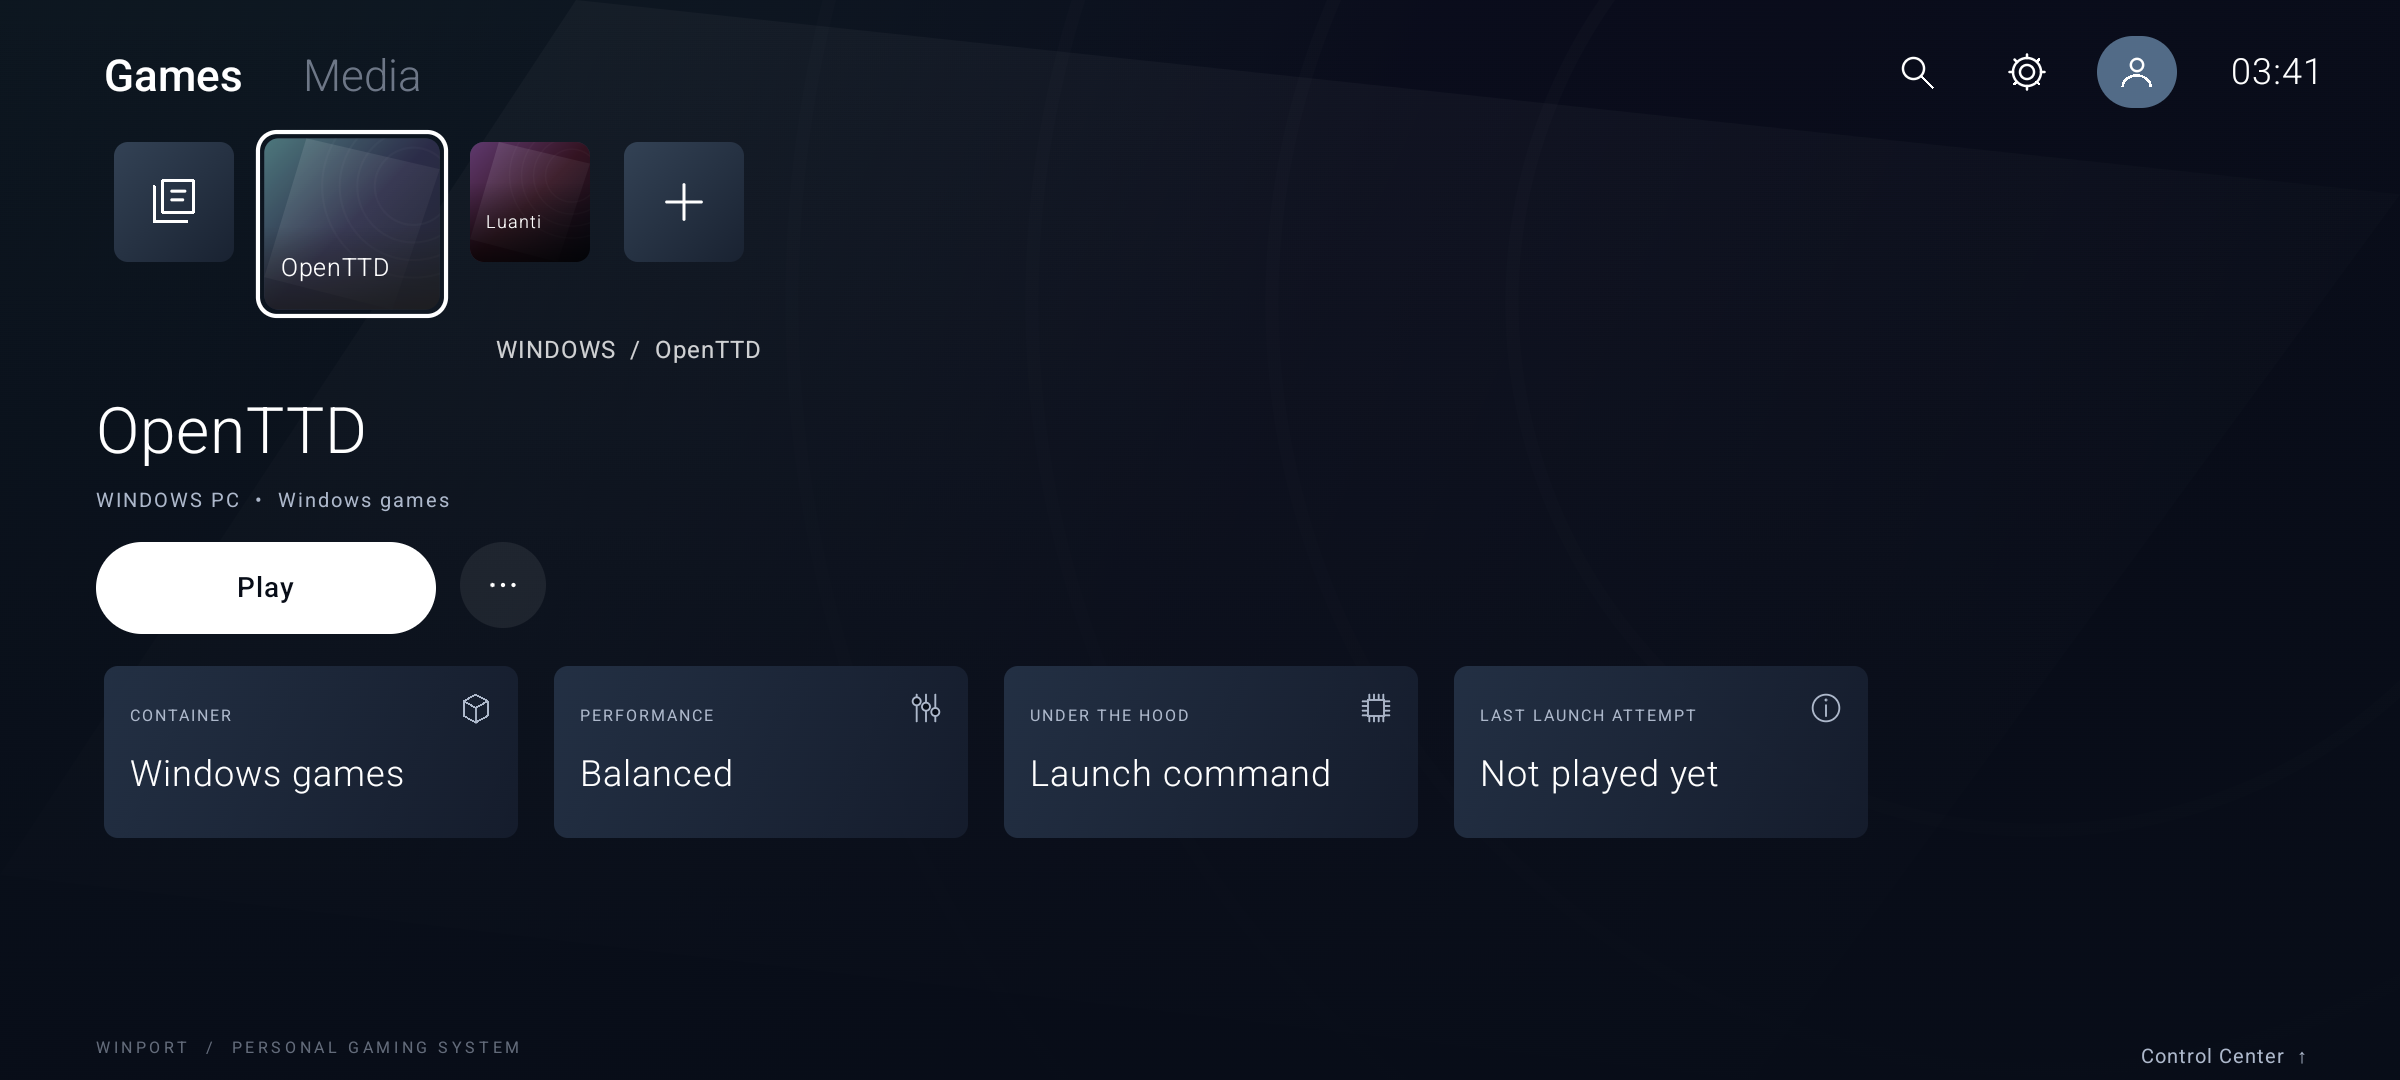 Games Media 03:41
OpenTTD
Luanti
WINDOWS / OpenTTD
OpenTTD
WINDOWS PC • Windows games
Play
CONTAINER
Windows games
PERFORMANCE
Balanced
UNDER THE HOOD
Launch command
LAST LAUNCH ATTEMPT
Not played yet
WINPORT / PERSONAL GAMING SYSTEM
Control Center ↑